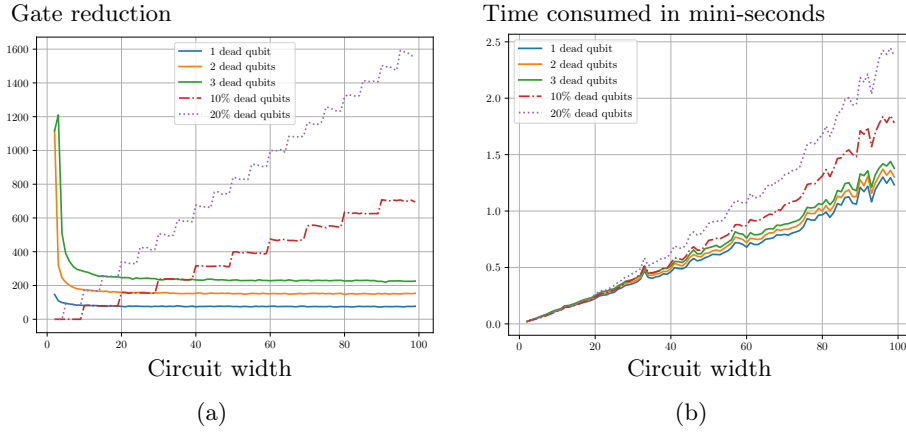 Gate reduction
1600
1400
1200
1000
800
600
400
200
0
1 dead qubit
2 dead qubits
3 dead qubits
10% dead qubits
20% dead qubits
0
20
40
60
80
100
Circuit width
(a)
Time consumed in mini-seconds
2.5
2.0
1.5
1.0
0.5
0.0
1 dead qubit
2 dead qubits
3 dead qubits
10% dead qubits
20% dead qubits
0
20
40
60
80
100
Circuit width
(b)